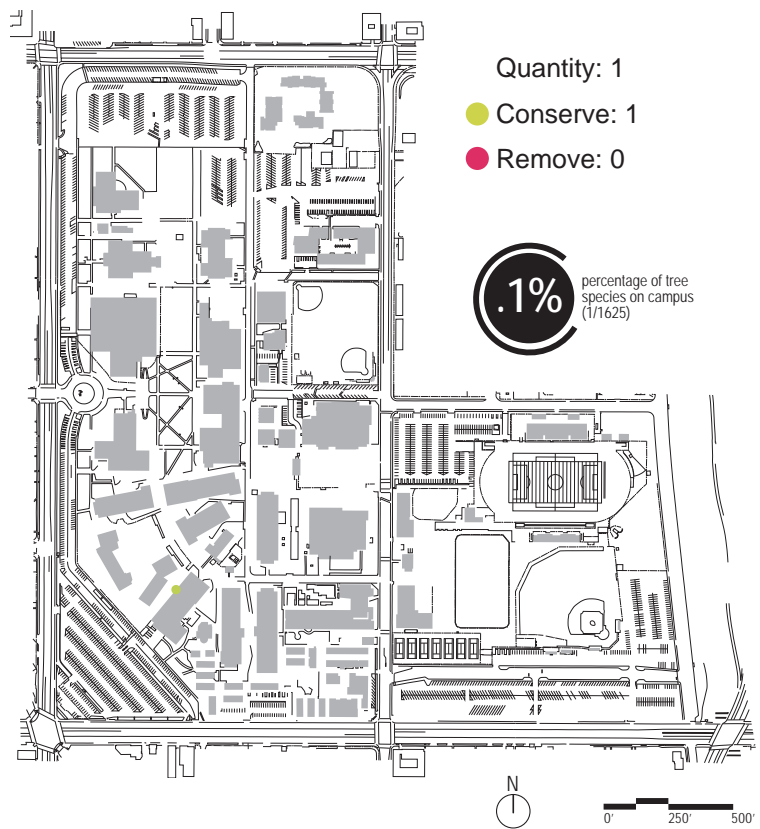 Quantity: 1
Conserve: 1
Remove: 0
.1%
percentage of tree
species on campus
(1/1625)
N
0'
250'
500'